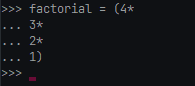 >>> factorial = (4*
... 3*
... 2*
... 1)
>>>